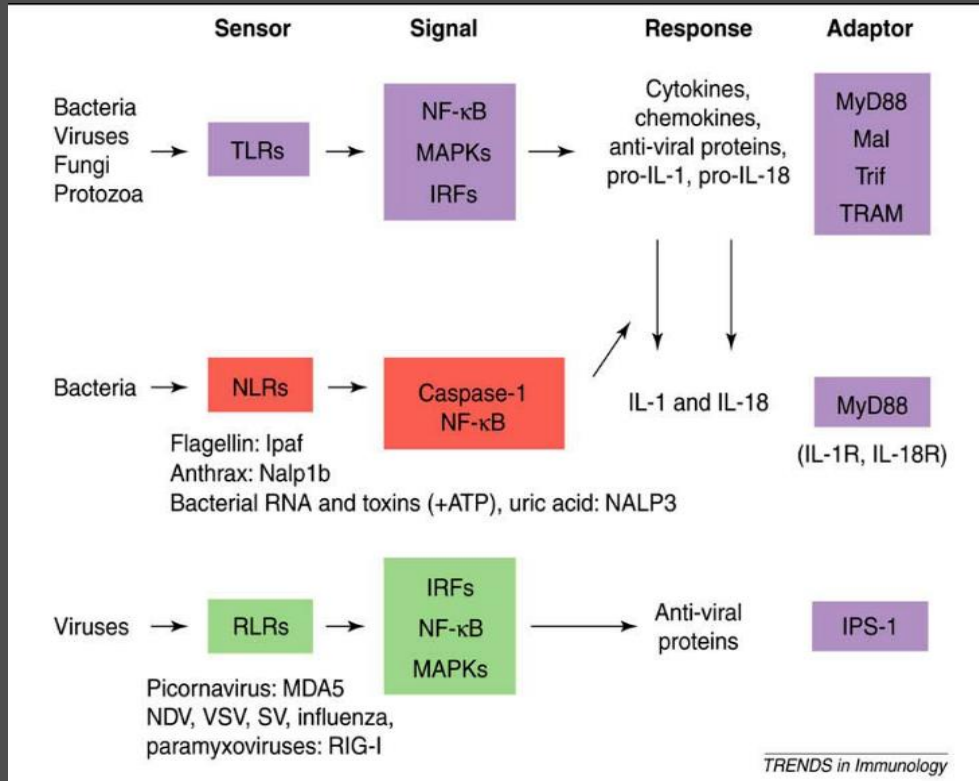 Sensor Signal Response Adaptor
Bacteria
Viruses
Fungi
Protozoa
TLRs
NF-κB
MAPKs
IRFs
Cytokines,
chemokines,
anti-viral proteins,
pro-IL-1, pro-IL-18
MyD88
Mal
Trif
TRAM
Bacteria
NLRs
Caspase-1
NF-κB
IL-1 and IL-18
MyD88
(IL-1R, IL-18R)
Flagellin: Ipaf
Anthrax: Nalp1b
Bacterial RNA and toxins (+ATP), uric acid: NALP3
Viruses
RLRs
IRFs
NF-κB
MAPKs
Anti-viral
proteins
IPS-1
Picornavirus: MDA5
NDV, VSV, SV, influenza,
paramyxoviruses: RIG-I
TRENDS in Immunology